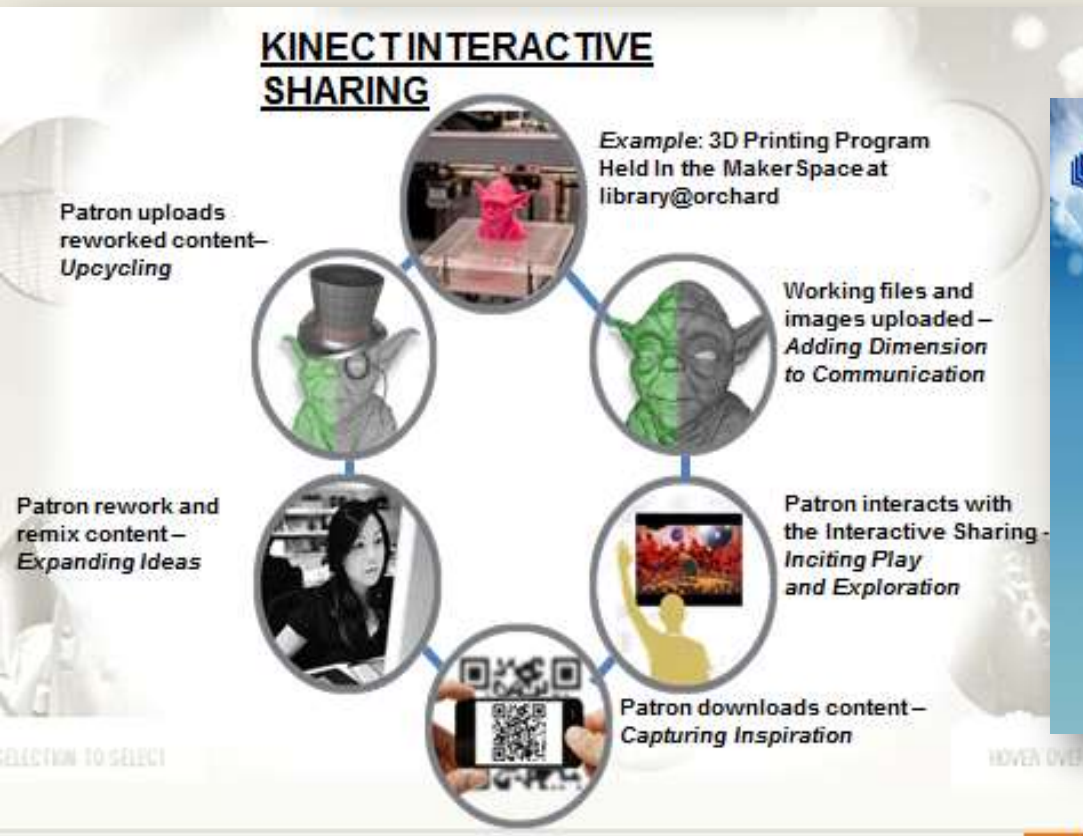 KINECT INTERACTIVE
SHARING
Example: 3D Printing Program
Held In the MakerSpace at
library@orchard
Patron uploads
reworked content–
Upcycling
Working files and
images uploaded –
Adding Dimension
to Communication
Patron rework and
remix content –
Expanding Ideas
Patron interacts with
the Interactive Sharing -
Inciting Play
and Exploration
Patron downloads content –
Capturing Inspiration
SELECTION TO SELECT
HOVER OVER